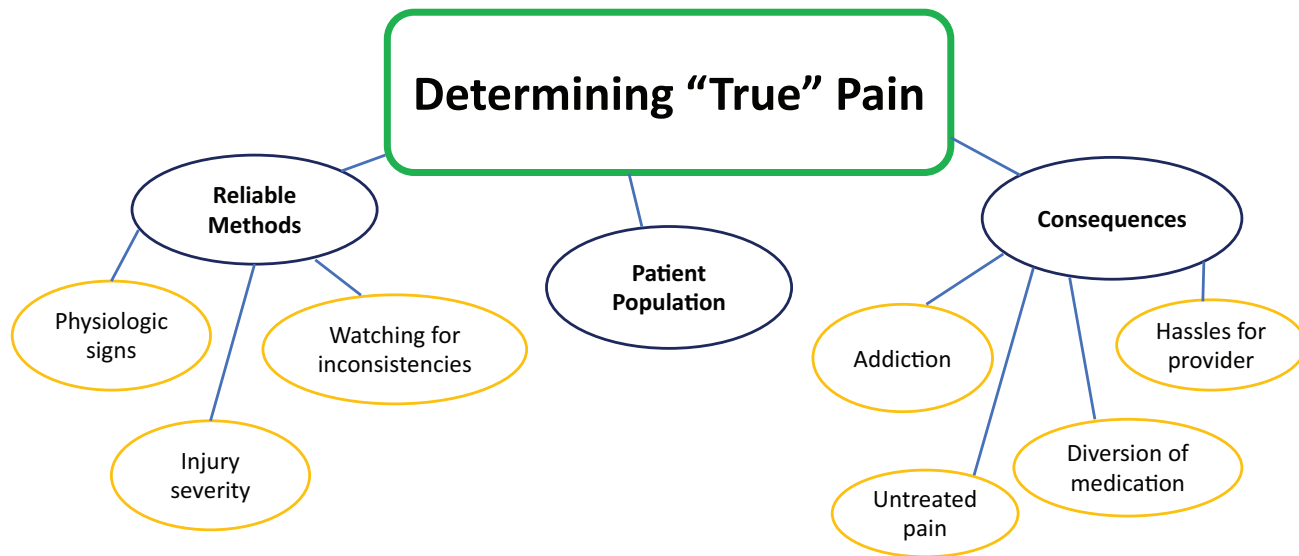 Determining “True” Pain
Reliable
Methods
Patient
Population
Consequences
Physiologic
signs
Watching for
inconsistencies
Injury
severity
Addiction
Hassles for
provider
Untreated
pain
Diversion of
medication